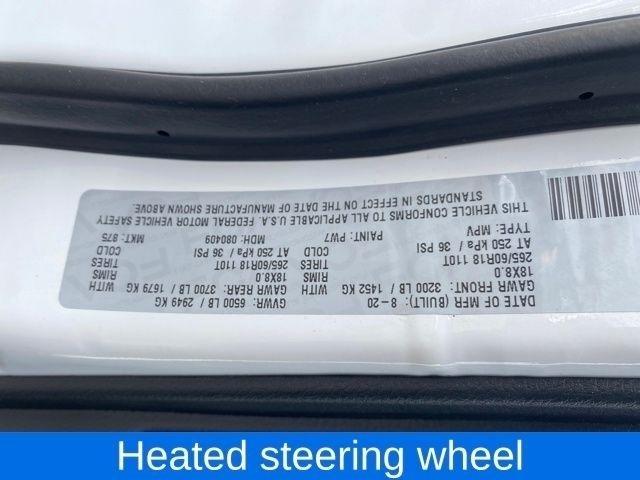 DATE OF MFR (BUILT): 8-20
GVWR: 6500 LB / 2949 KG
GAWR FRONT: 3200 LB / 1452 KG
GAWR REAR: 3700 LB / 1679 KG
WITH
WITH
18X8.0
RIMS
18X8.0
RIMS
265/60R18 110T
TIRES
265/60R18 110T
TIRES
AT 250 kPa / 36 PSI
COLD
AT 250 kPa / 36 PSI
COLD
TYPE: MPV
PAINT: PW7
MDH: 080409
MKT: 875
THIS VEHICLE CONFORMS TO ALL APPLICABLE U.S.A. FEDERAL MOTOR VEHICLE SAFETY
STANDARDS IN EFFECT ON THE DATE OF MANUFACTURE SHOWN ABOVE.
Heated steering wheel